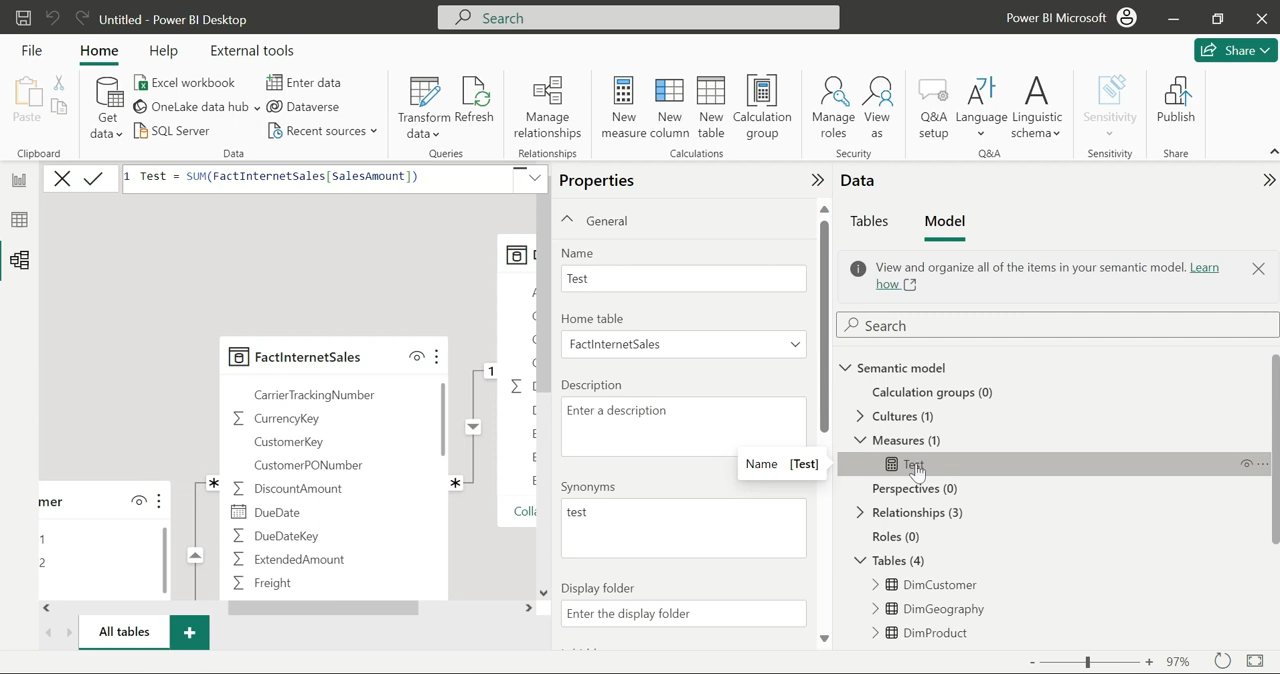 Untitled - Power BI Desktop
Search
Power BI Microsoft
File
Home
Help
External tools
Share
Paste
Clipboard
Get data
Excel workbook
OneLake data hub
SQL Server
Enter data
Dataverse
Recent sources
Data
Transform data
Refresh
Queries
Manage relationships
Relationships
New measure
New column
New table
Calculation group
Calculations
Manage roles
View as
Security
Q&A setup
Language
Linguistic schema
Q&A
Sensitivity
Sensitivity
Publish
Share
1 Test = SUM(FactInternetSales[SalesAmount])
FactInternetSales
CarrierTrackingNumber
CurrencyKey
CustomerKey
CustomerPONumber
DiscountAmount
DueDate
DueDateKey
ExtendedAmount
Freight
mer
1
2
*
*
1
Colla
All tables
+
Properties
General
Name
Test
Home table
FactInternetSales
Description
Enter a description
Synonyms
test
Display folder
Enter the display folder
Name [Test]
Data
Tables
Model
View and organize all of the items in your semantic model. Learn
how
Search
Semantic model
Calculation groups (0)
Cultures (1)
Measures (1)
Perspectives (0)
Relationships (3)
Roles (0)
Tables (4)
DimCustomer
DimGeography
DimProduct
- + 97%